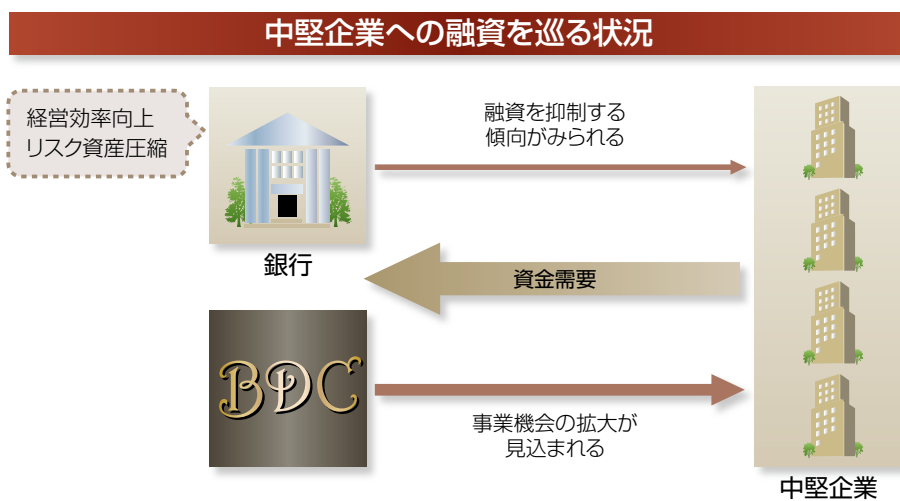 中堅企業への融資を巡る状況
経営効率向上
リスク資産圧縮
融資を抑制する
傾向がみられる
銀行
資金需要
BDC
事業機会の拡大が
見込まれる
中堅企業